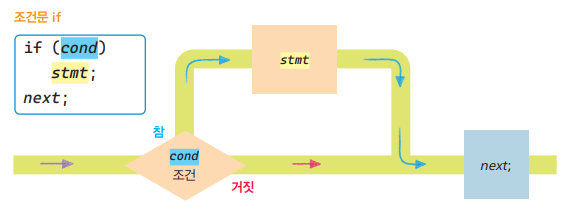 조건문 if
if (cond)
stmt;
next;
stmt
참
cond
조건
거짓
next;